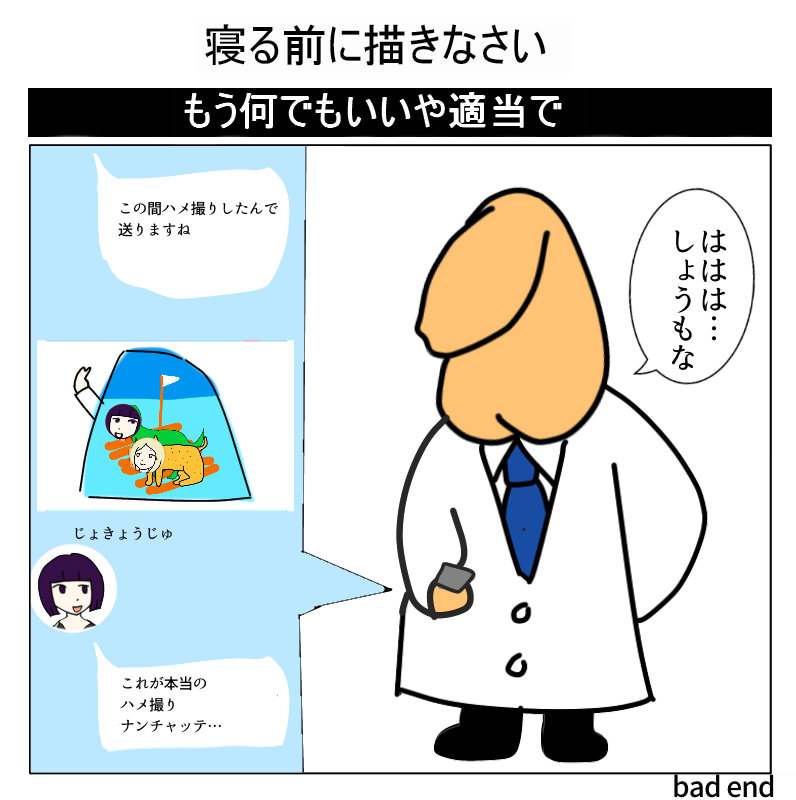 寝る前に描きなさい
もう何でもいいや適当で
この間ハメ撮りしたんで
送りますね
ははは…
しょうもな
じょきょうじゅ
これが本当の
ハメ撮り
ナンチャッテ…
bad end